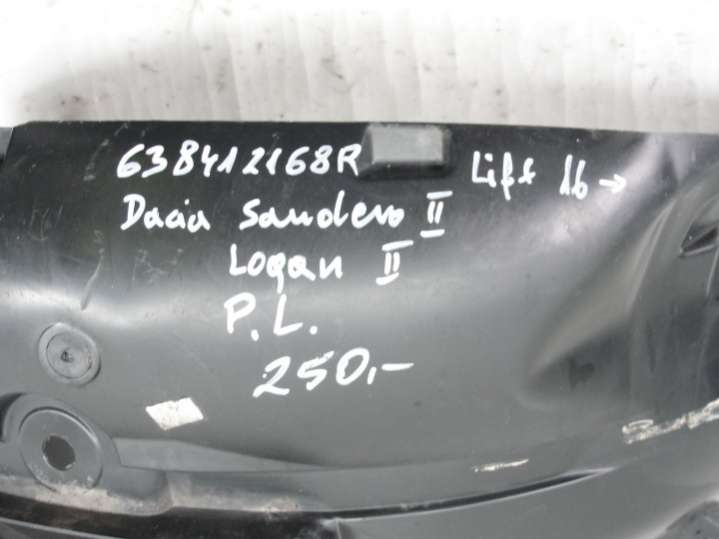 638412168R
Lift 16 →
Dacia Sandero II
Logan II
P.L.
250,-